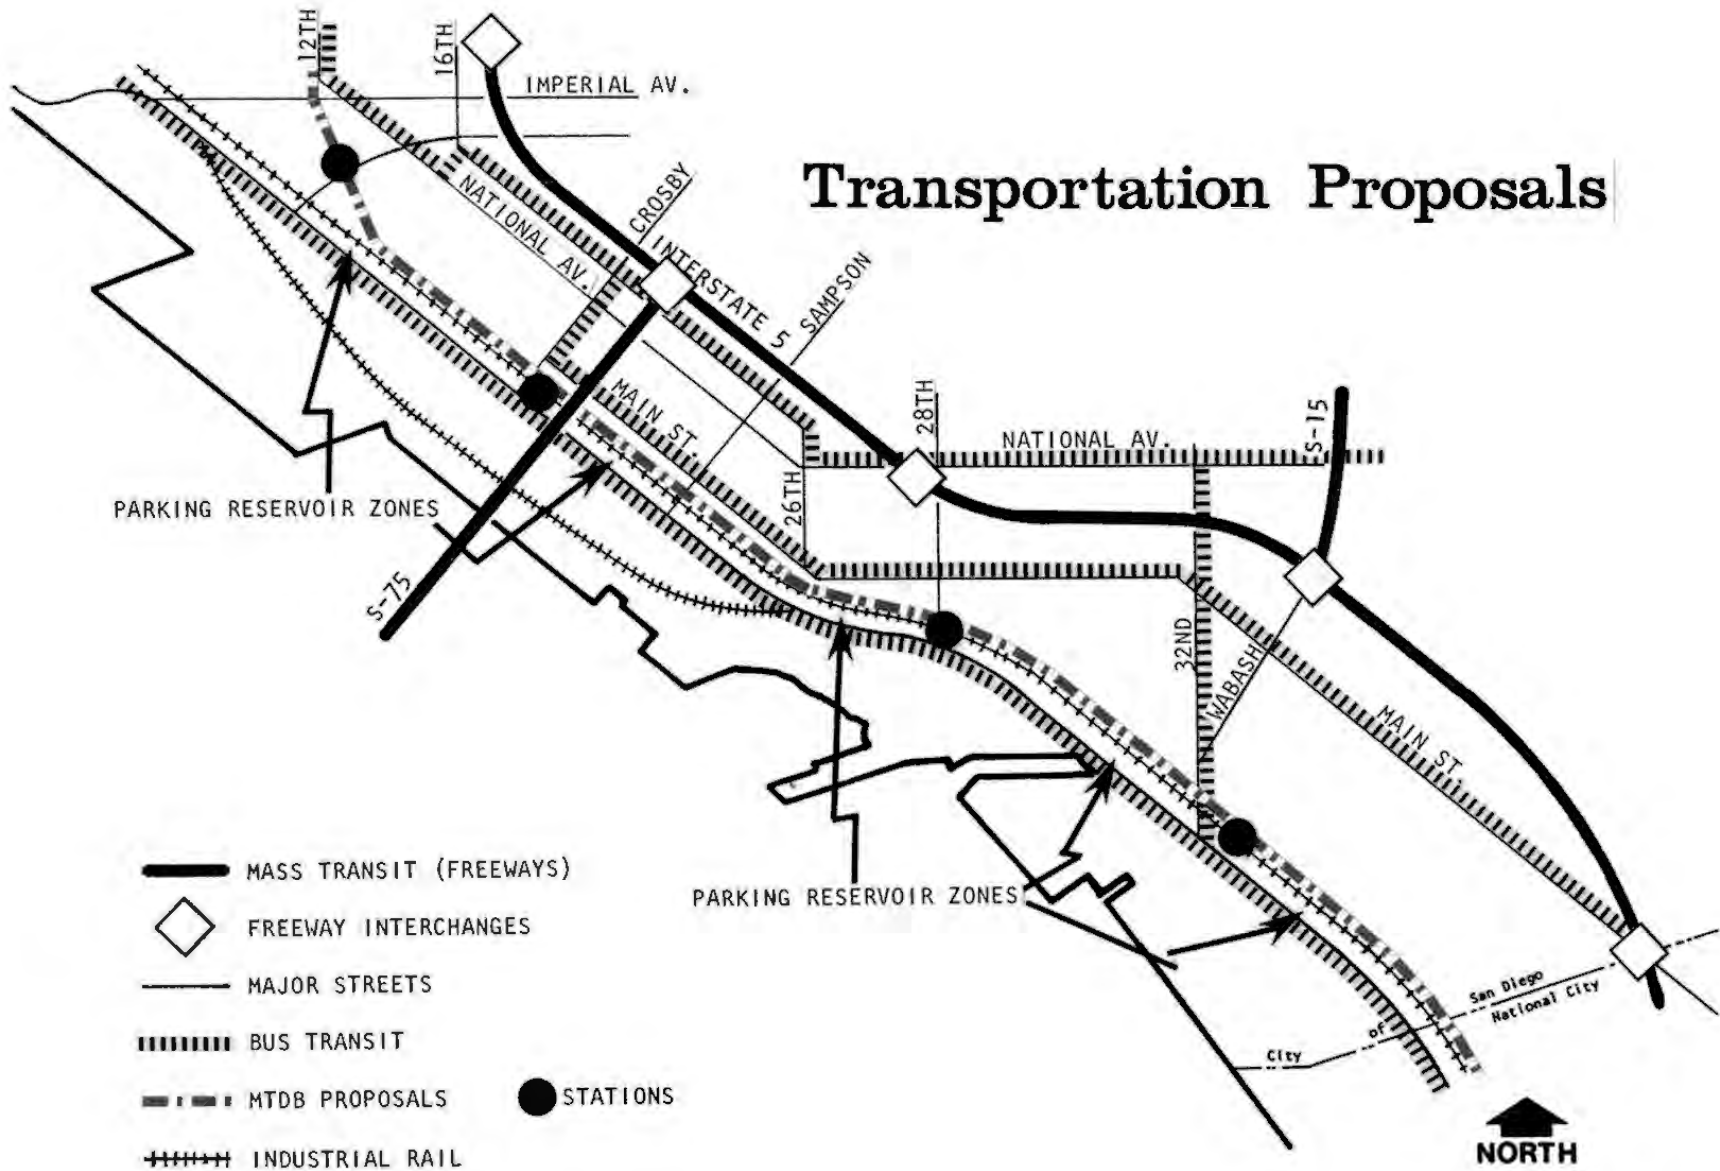 12TH
16TH
IMPERIAL AV.
Transportation Proposals
NATIONAL AV.
CROSBY
INTERSTATE 5
SAMPSON
MAIN ST.
28TH
NATIONAL AV.
S-15
26TH
PARKING RESERVOIR ZONES
S-75
32ND
WABASH
MAIN ST.
MASS TRANSIT (FREEWAYS)
FREEWAY INTERCHANGES
MAJOR STREETS
BUS TRANSIT
MTDB PROPOSALS
STATIONS
INDUSTRIAL RAIL
PARKING RESERVOIR ZONES
San Diego
City of National City
NORTH